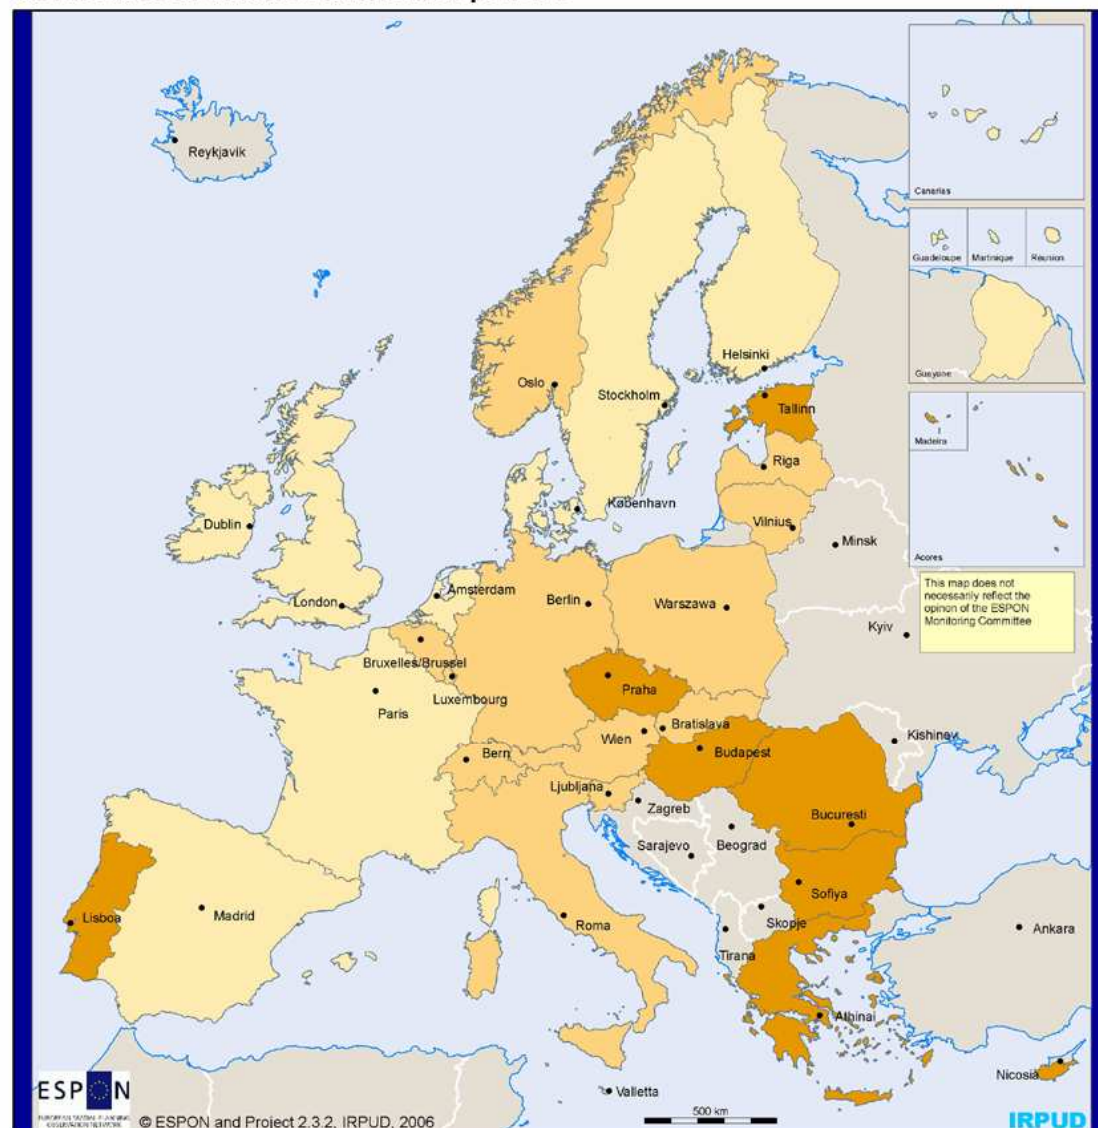 Reykjavik
Canarias
Guadeloupe
Martinique
Reunion
Guayane
Helsinki
Oslo
Stockholm
Tallinn
Madeira
Riga
København
Dublin
Vilnius
Minsk
Acores
Amsterdam
London
Berlin
Warszawa
This map does not
necessarily reflect the
opinon of the ESPON
Monitoring Committee
Kyiv
Bruxelles/Brussel
Praha
Luxembourg
Paris
Bratislava
Wien
Kishinev
Bern
Budapest
Ljubljana
Zagreb
Bucuresti
Sarajevo
Beograd
Sofiya
Lisboa
Madrid
Roma
Skopje
Ankara
Tirana
Athinai
Nicosia
ESPON
Valletta
500 km
© ESPON and Project 2.3.2, IRPUD, 2006
IRPUD